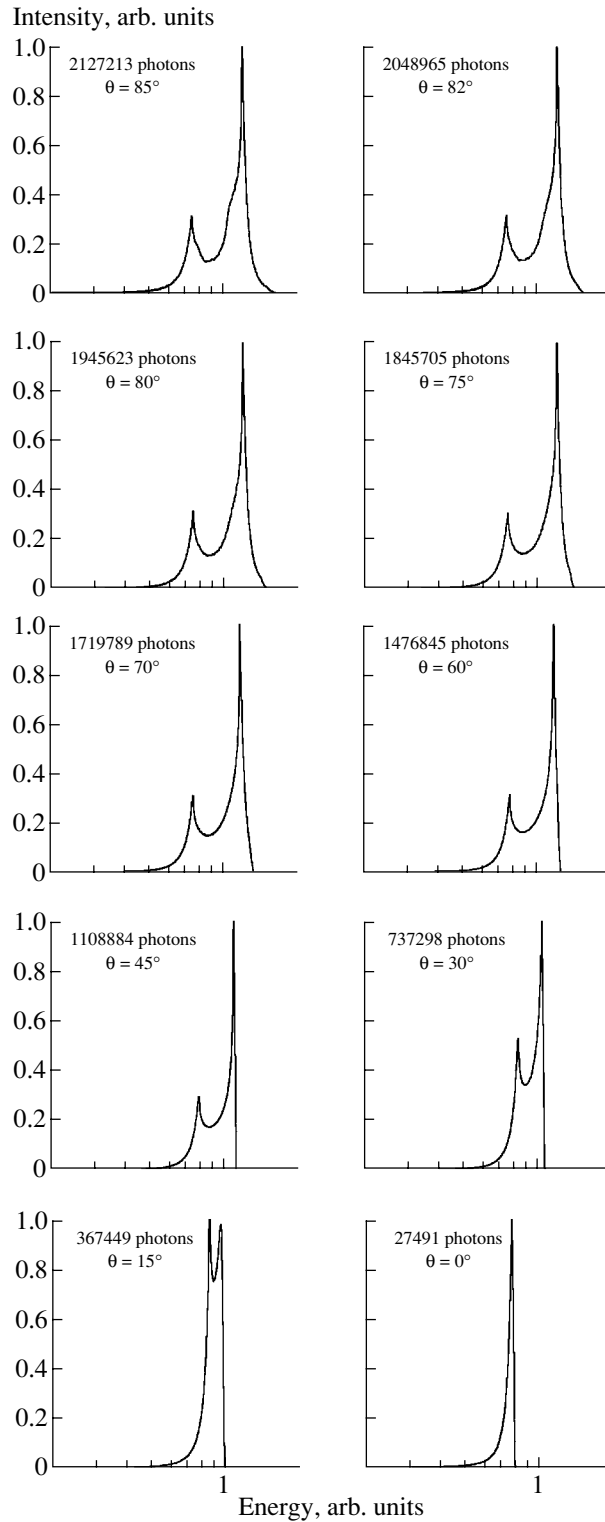 Intensity, arb. units
1.0
0.8
0.6
0.4
0.2
0
2127213 photons
θ = 85°
2048965 photons
θ = 82°
1.0
0.8
0.6
0.4
0.2
0
1945623 photons
θ = 80°
1845705 photons
θ = 75°
1.0
0.8
0.6
0.4
0.2
0
1719789 photons
θ = 70°
1476845 photons
θ = 60°
1.0
0.8
0.6
0.4
0.2
0
1108884 photons
θ = 45°
737298 photons
θ = 30°
1.0
0.8
0.6
0.4
0.2
0
367449 photons
θ = 15°
27491 photons
θ = 0°
1
1
Energy, arb. units